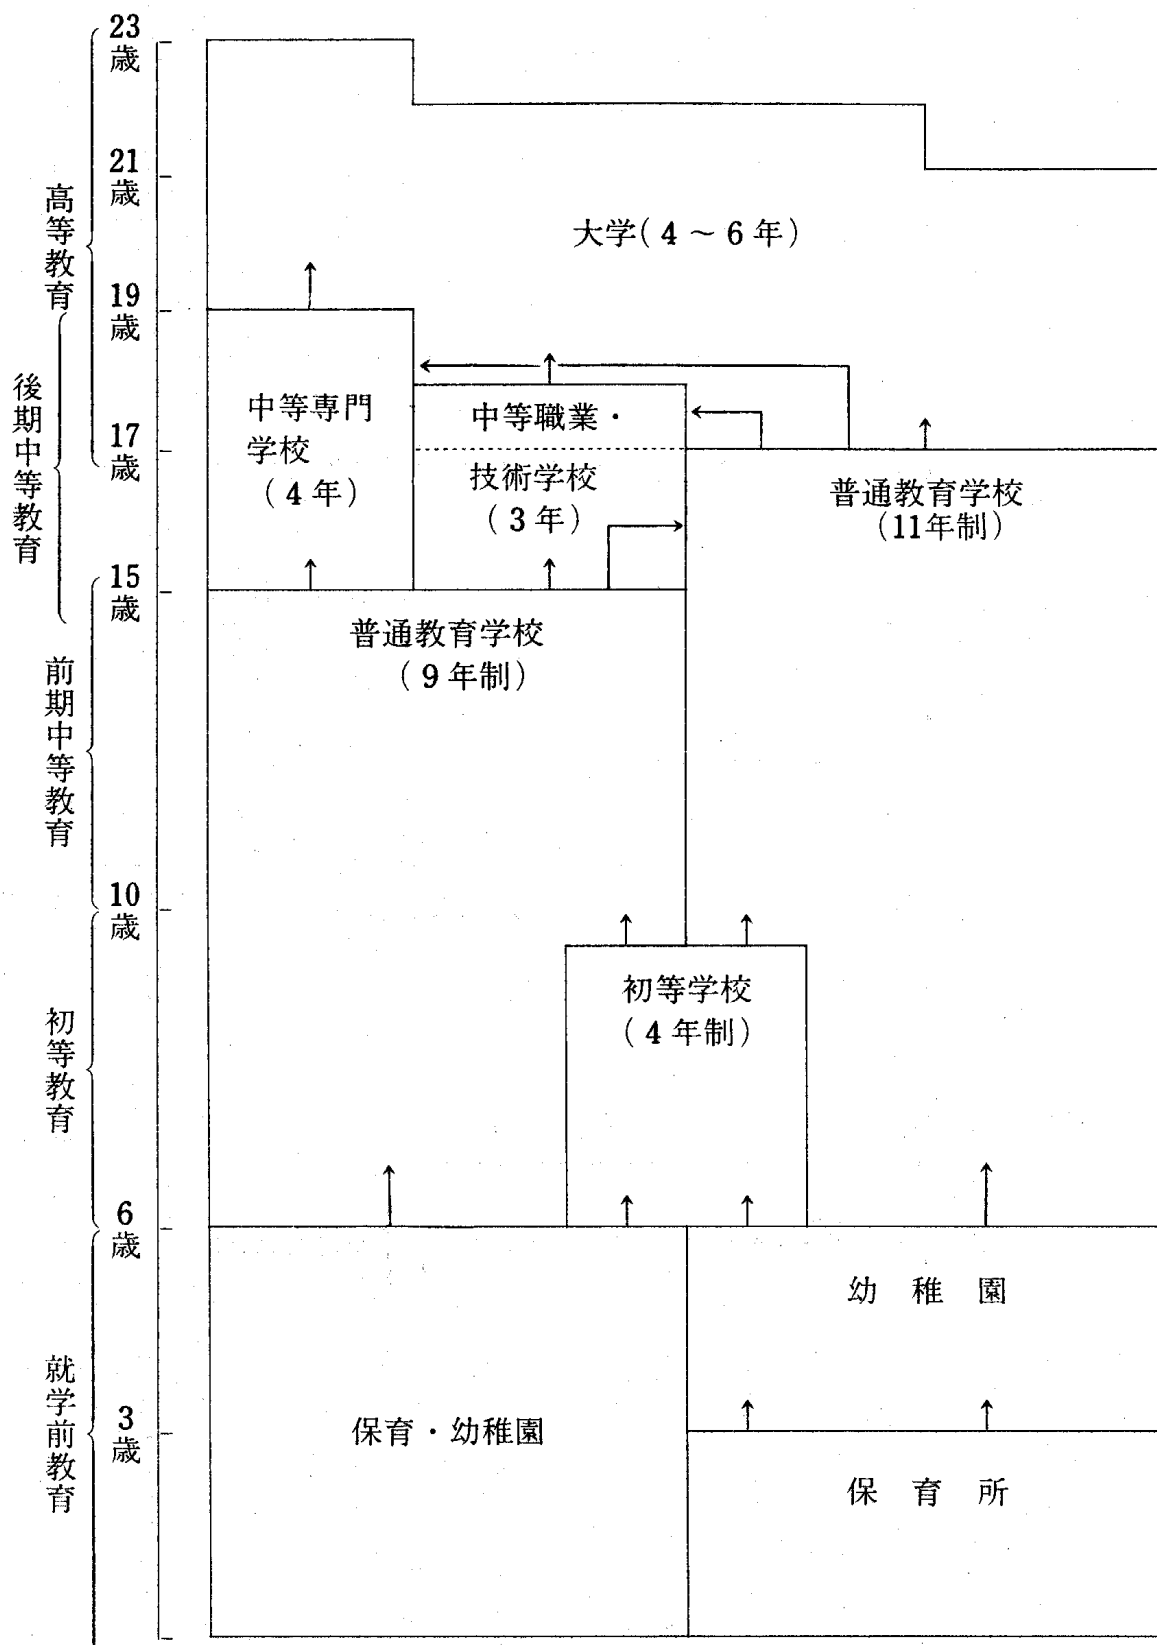 23
歳
21
歳
19
歳
17
歳
15
歳
10
歳
6
歳
3
歳
高等教育
後期中等教育
前期中等教育
初等教育
就学前教育
大学(4～6年)
中等専門
学校
(4年)
中等職業・
技術学校
(3年)
普通教育学校
(11年制)
普通教育学校
(9年制)
初等学校
(4年制)
幼稚園
保育・幼稚園
保育所